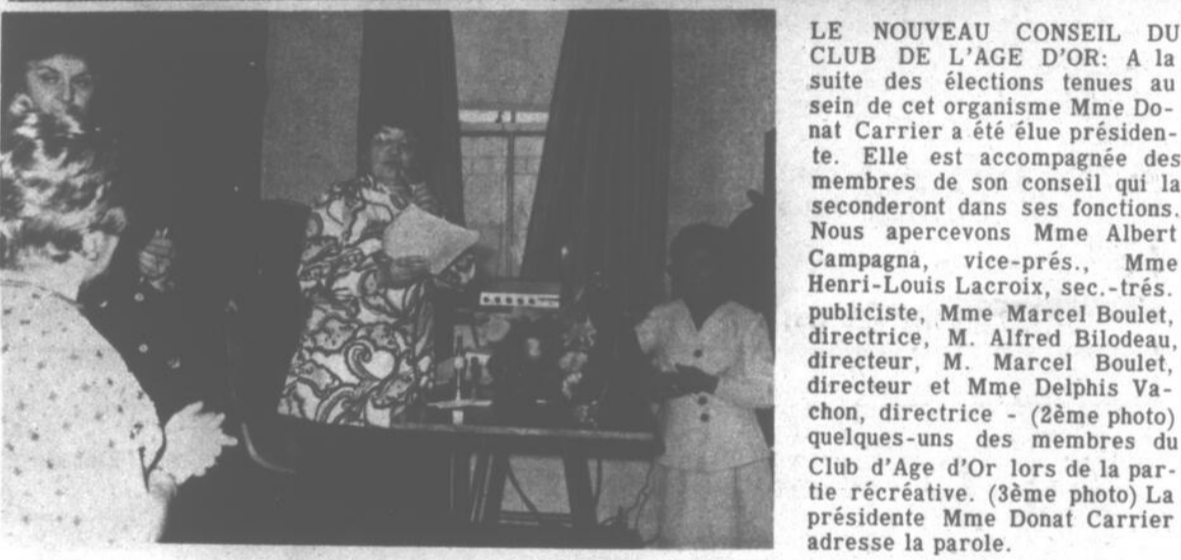 LE NOUVEAU CONSEIL DU
CLUB DE L'AGE D'OR: A la
suite des élections tenues au
sein de cet organisme Mme Do-
nat Carrier a été élue présiden-
te. Elle est accompagnée des
membres de son conseil qui la
seconderont dans ses fonctions.
Nous apercevons Mme Albert
Campagna, vice-prés., Mme
Henri-Louis Lacroix, sec.-trés.
publiciste, Mme Marcel Boulet,
directrice, M. Alfred Bilodeau,
directeur, M. Marcel Boulet,
directeur et Mme Delphis Va-
chon, directrice - (2ème photo)
quelques-uns des membres du
Club d'Age d'Or lors de la par-
tie récréative. (3ème photo) La
présidente Mme Donat Carrier
adresse la parole.